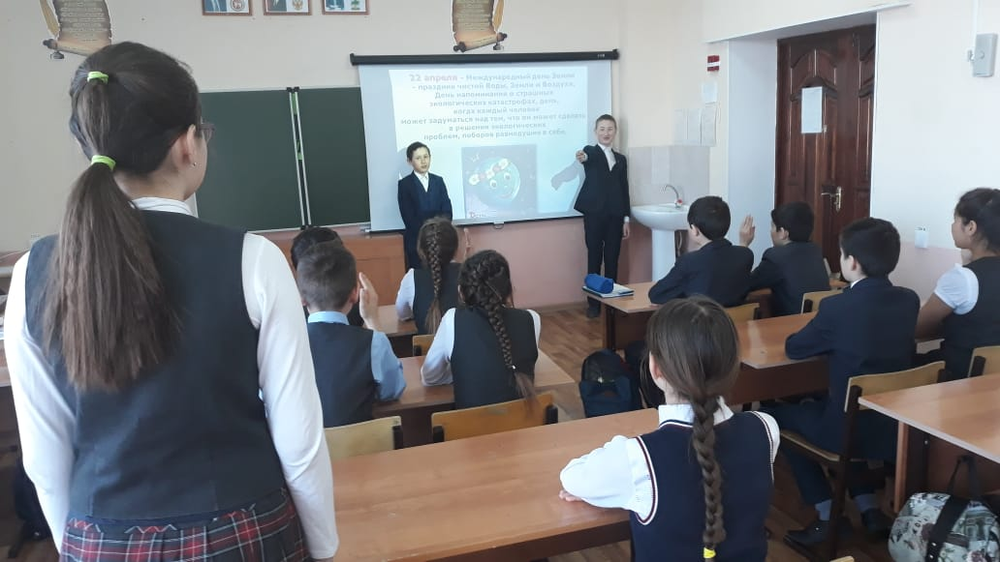 22 апреля – Международный день Земли
- праздник чистой Воды, Земли и Воздуха.
День напоминания о страшных
экологических катастрофах, день,
когда каждый человек
может задуматься над тем, что он может сделать
в решении экологических
проблем, поборов равнодушие в себе.